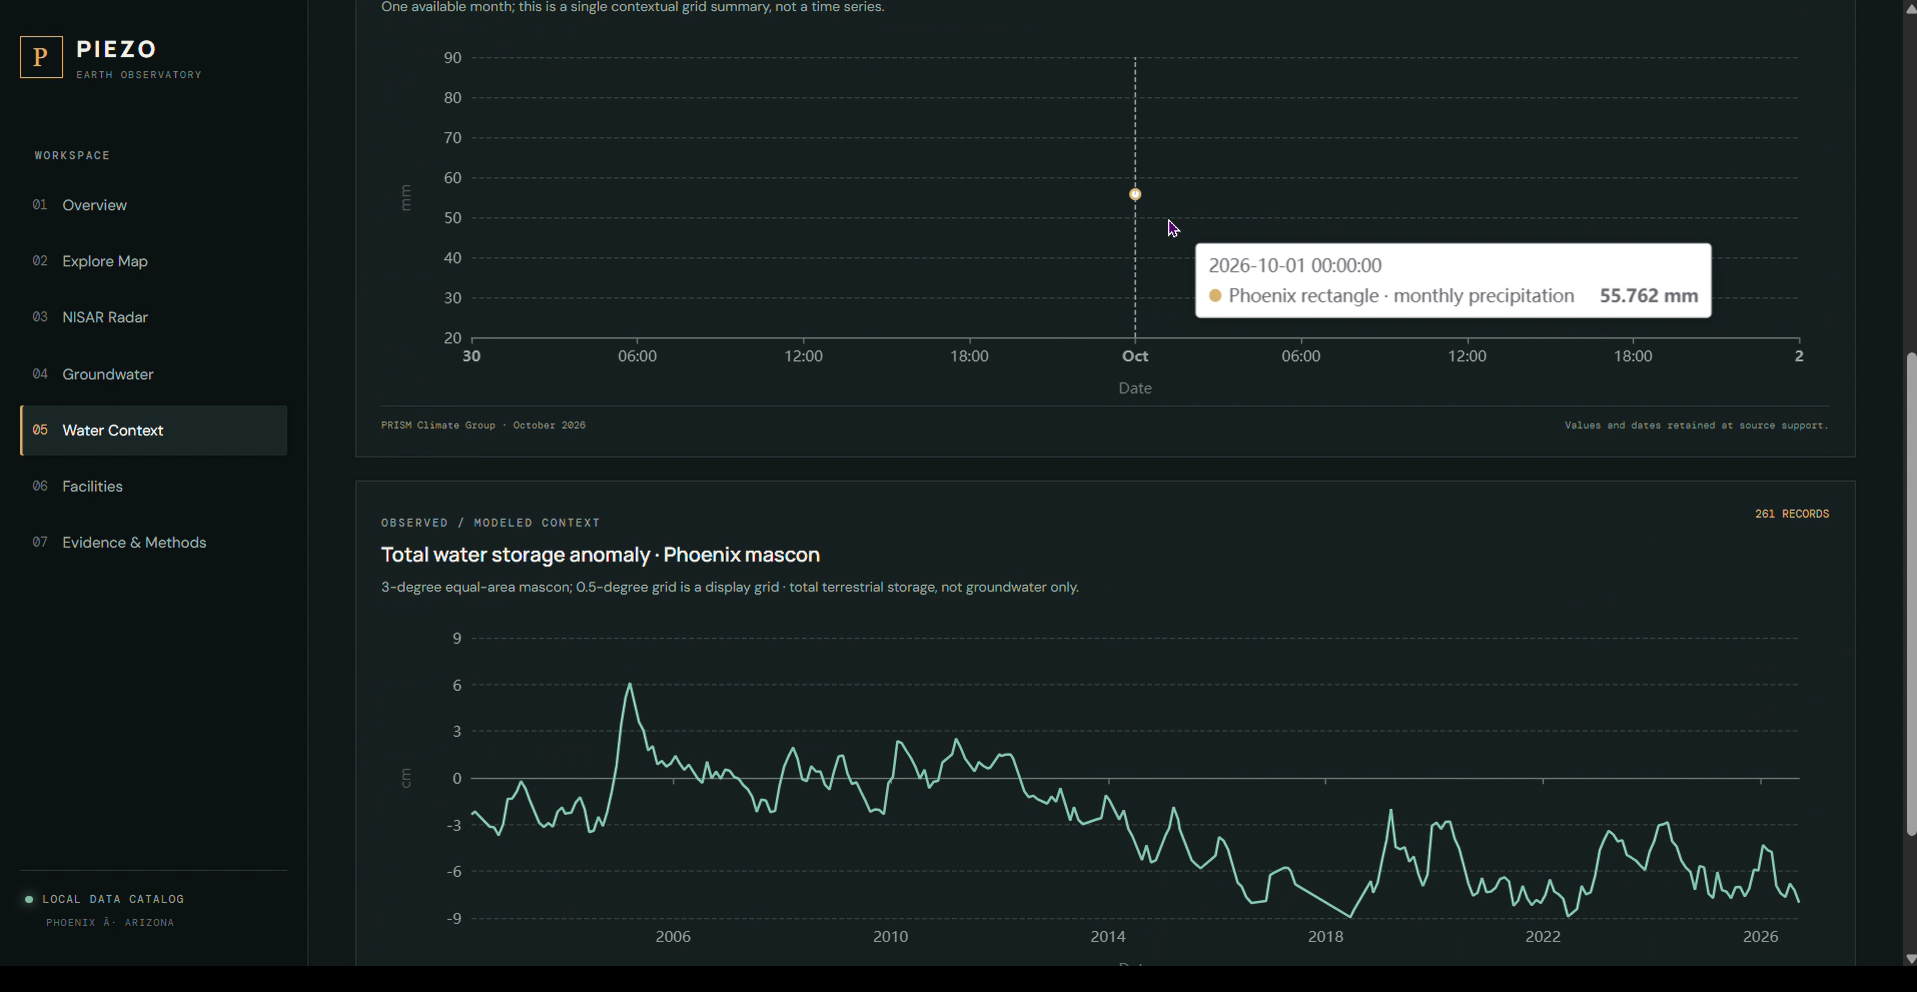 One available month; this is a single contextual grid summary, not a time series.
P
PIEZO
EARTH OBSERVATORY
WORKSPACE
01 Overview
02 Explore Map
03 NISAR Radar
04 Groundwater
05 Water Context
06 Facilities
07 Evidence & Methods
LOCAL DATA CATALOG
PHOENIX Â· ARIZONA
90
80
70
60
50
40
30
20
mm
30 06:00 12:00 18:00 Oct 06:00 12:00 18:00 2
Date
2026-10-01 00:00:00
Phoenix rectangle · monthly precipitation 55.762 mm
PRISM Climate Group · October 2026
Values and dates retained at source support.
OBSERVED / MODELED CONTEXT
261 RECORDS
Total water storage anomaly · Phoenix mascon
3-degree equal-area mascon; 0.5-degree grid is a display grid · total terrestrial storage, not groundwater only.
9
6
3
0
-3
-6
-9
cm
2006 2010 2014 2018 2022 2026